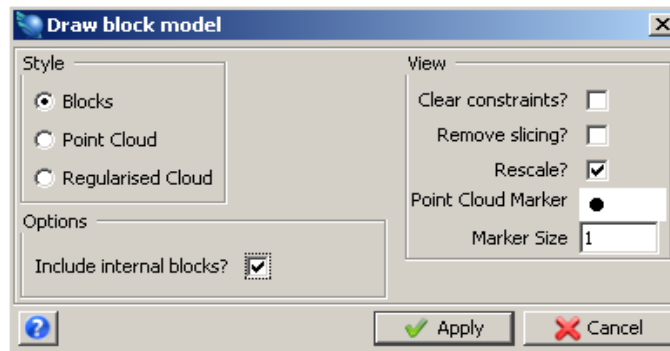 Draw block model
Style
Blocks
Point Cloud
Regularised Cloud
Options
Include internal blocks?
View
Clear constraints?
Remove slicing?
Rescale?
Point Cloud Marker
Marker Size 1
? Apply Cancel